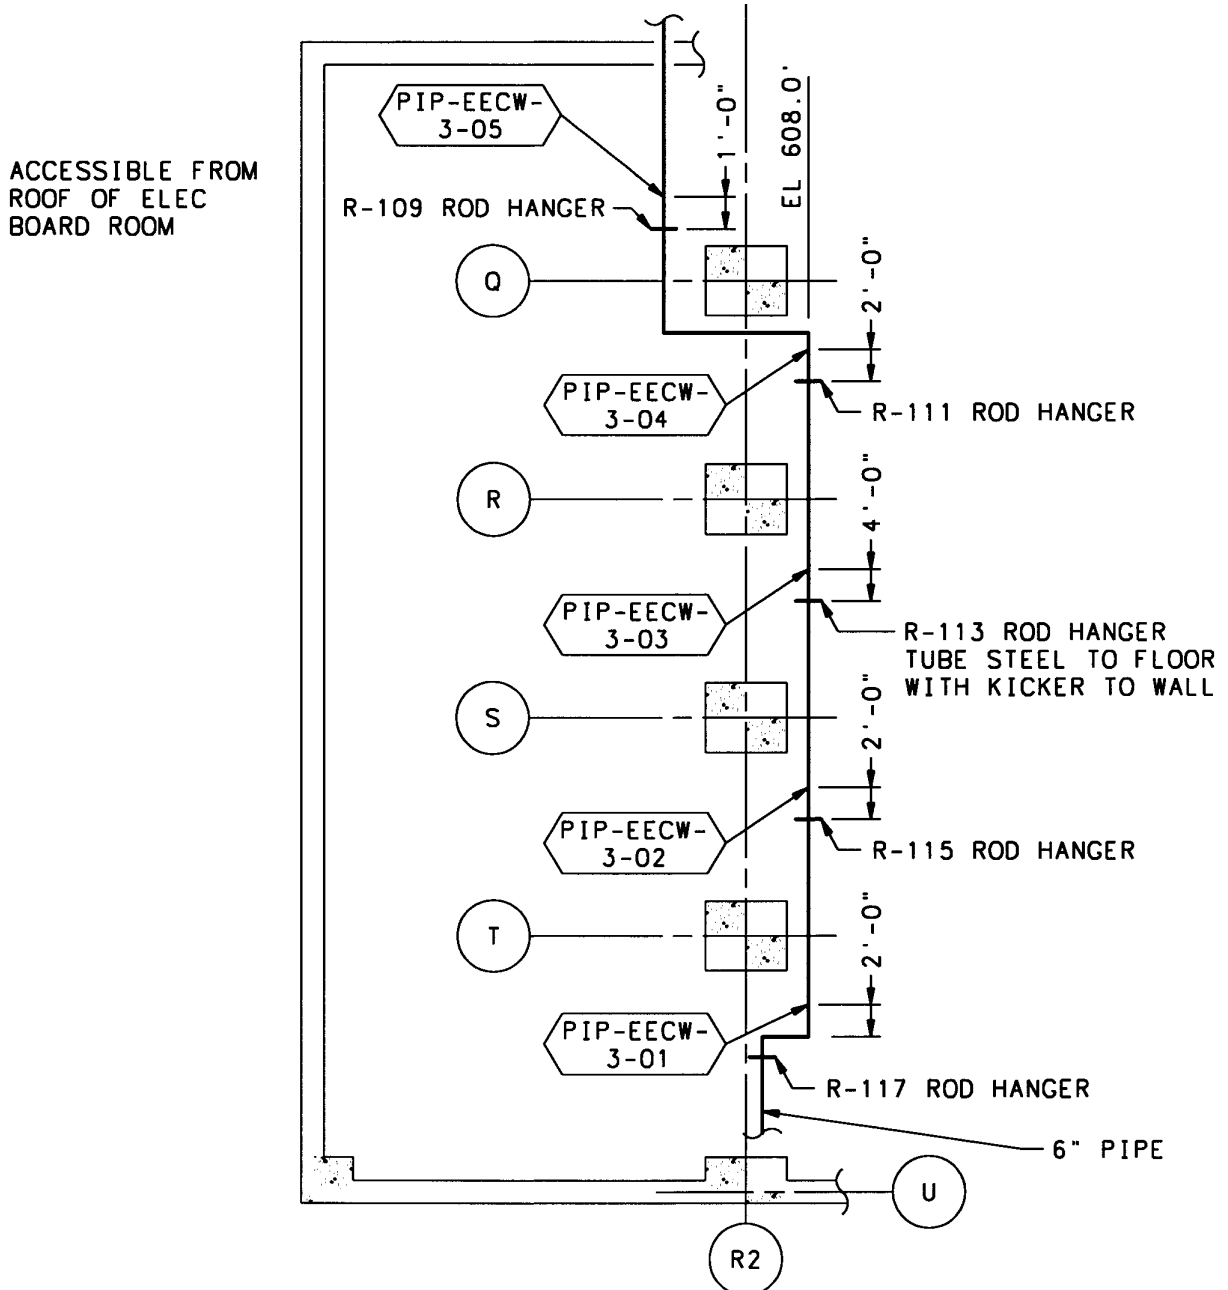 PIP-EECW-
3-05
1'-0"
EL 608.0'
ACCESSIBLE FROM
ROOF OF ELEC
BOARD ROOM
R-109 ROD HANGER
Q
2'-0"
PIP-EECW-
3-04
R-111 ROD HANGER
R
4'-0"
PIP-EECW-
3-03
R-113 ROD HANGER
TUBE STEEL TO FLOOR
WITH KICKER TO WALL
S
2'-0"
PIP-EECW-
3-02
R-115 ROD HANGER
T
2'-0"
PIP-EECW-
3-01
R-117 ROD HANGER
6" PIPE
U
R2